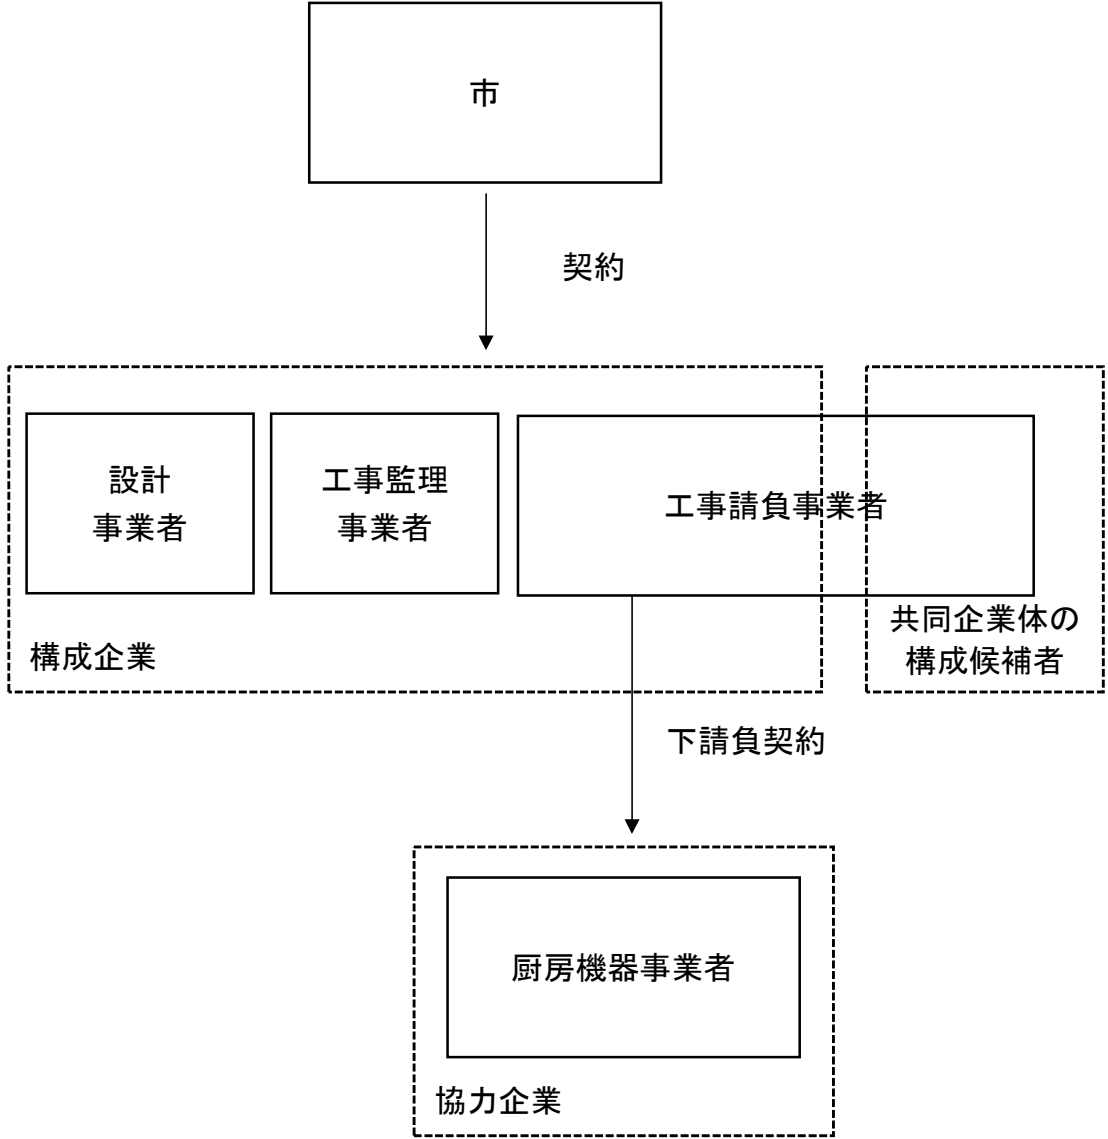 市
契約
設計
事業者
工事監理
事業者
工事請負事業者
構成企業
共同企業体の
構成候補者
下請負契約
厨房機器事業者
協力企業